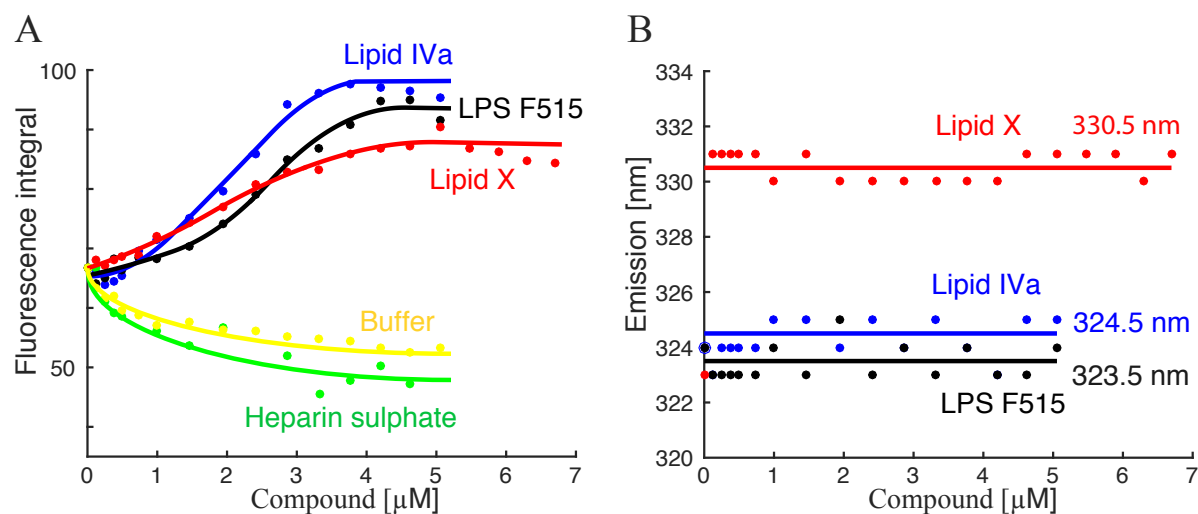 A
Lipid IVa
100
LPS F515
Lipid X
Fluorescence integral
Buffer
50
Heparin sulphate
0 1 2 3 4 5 6 7
Compound [μM]
B
334
332
Lipid X 330.5 nm
330
Emission [nm]
328
326
Lipid IVa
324.5 nm
324
323.5 nm
322
LPS F515
320
0 1 2 3 4 5 6 7
Compound [μM]